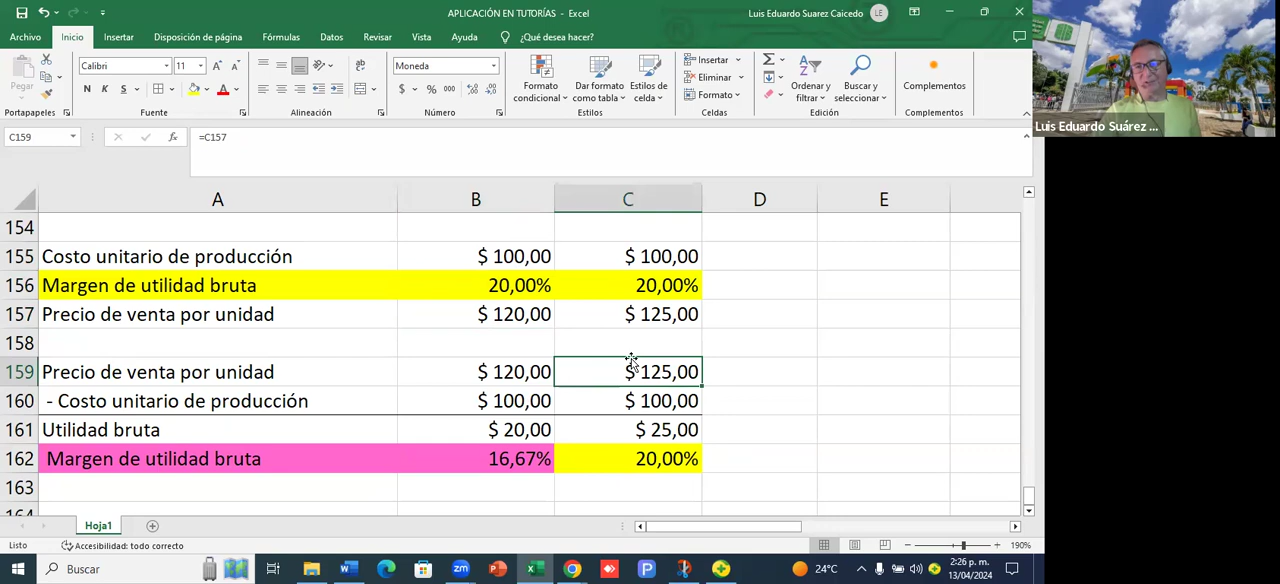 APLICACIÓN EN TUTORÍAS - Excel
Luis Eduardo Suarez Caicedo LE
Archivo Inicio Insertar Disposición de página Fórmulas Datos Revisar Vista Ayuda ¿Qué desea hacer?
Pegar
Calibri 11
N K S
Moneda
$ % 000
Formato condicional
Dar formato como tabla
Estilos de celda
Insertar
Eliminar
Formato
Ordenar y filtrar
Buscar y seleccionar
Complementos
Portapapeles Fuente Alineación Número Estilos Celdas Edición Complementos
Luis Eduardo Suárez ...
C159 fx =C157
A B C D E
154
155 Costo unitario de producción $ 100,00 $ 100,00
156 Margen de utilidad bruta 20,00% 20,00%
157 Precio de venta por unidad $ 120,00 $ 125,00
158
159 Precio de venta por unidad $ 120,00 $ 125,00
160 - Costo unitario de producción $ 100,00 $ 100,00
161 Utilidad bruta $ 20,00 $ 25,00
162 Margen de utilidad bruta 16,67% 20,00%
163
164
Hoja1
Listo Accesibilidad: todo correcto 190%
Buscar
zoom
24°C
2:26 p. m.
13/04/2024